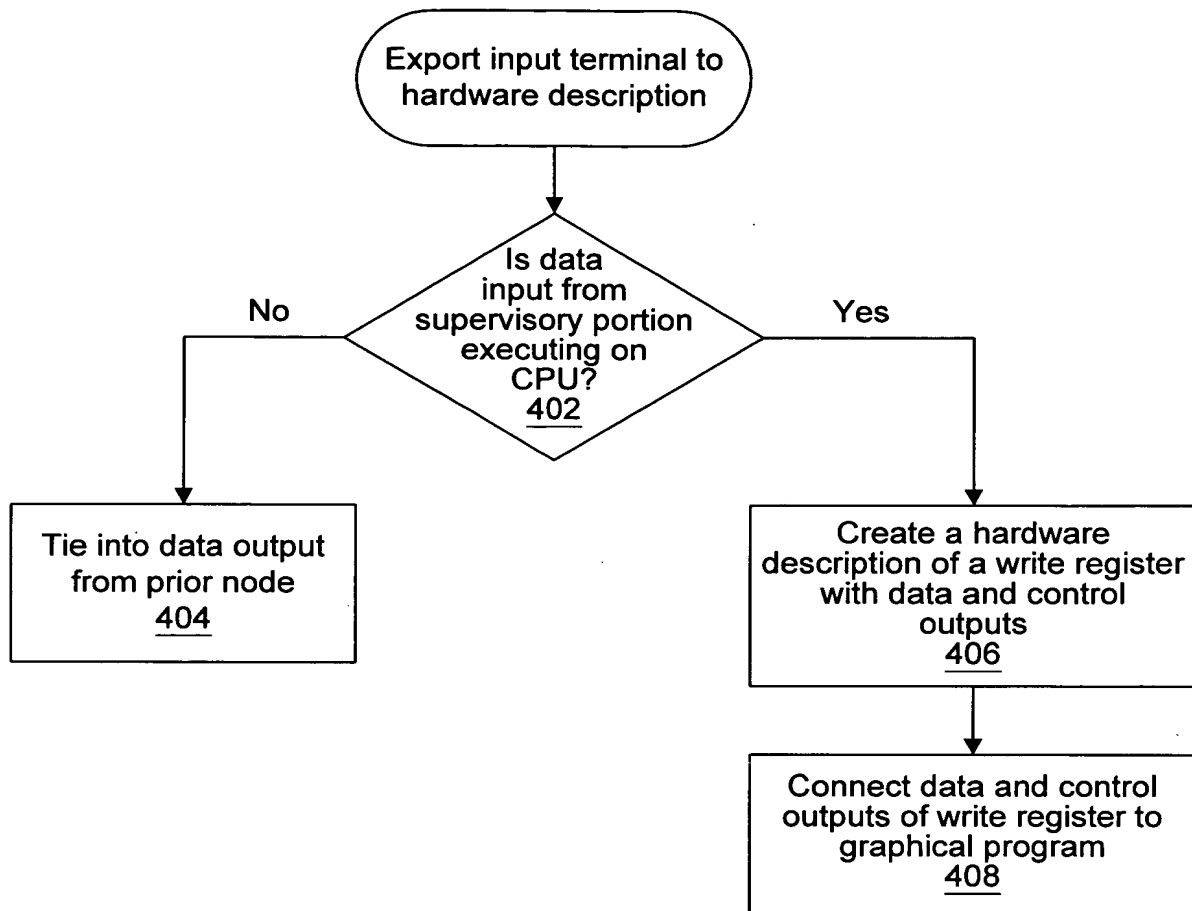 Export input terminal to
hardware description
Is data
input from
supervisory portion
executing on
CPU?
402
No
Yes
Tie into data output
from prior node
404
Create a hardware
description of a write register
with data and control
outputs
406
Connect data and control
outputs of write register to
graphical program
408